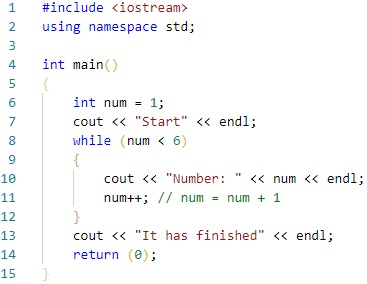 1 #include <iostream>
2 using namespace std;
3
4 int main()
5 {
6 int num = 1;
7 cout << "Start" << endl;
8 while (num < 6)
9 {
10 cout << "Number: " << num << endl;
11 num++; // num = num + 1
12 }
13 cout << "It has finished" << endl;
14 return (0);
15 }